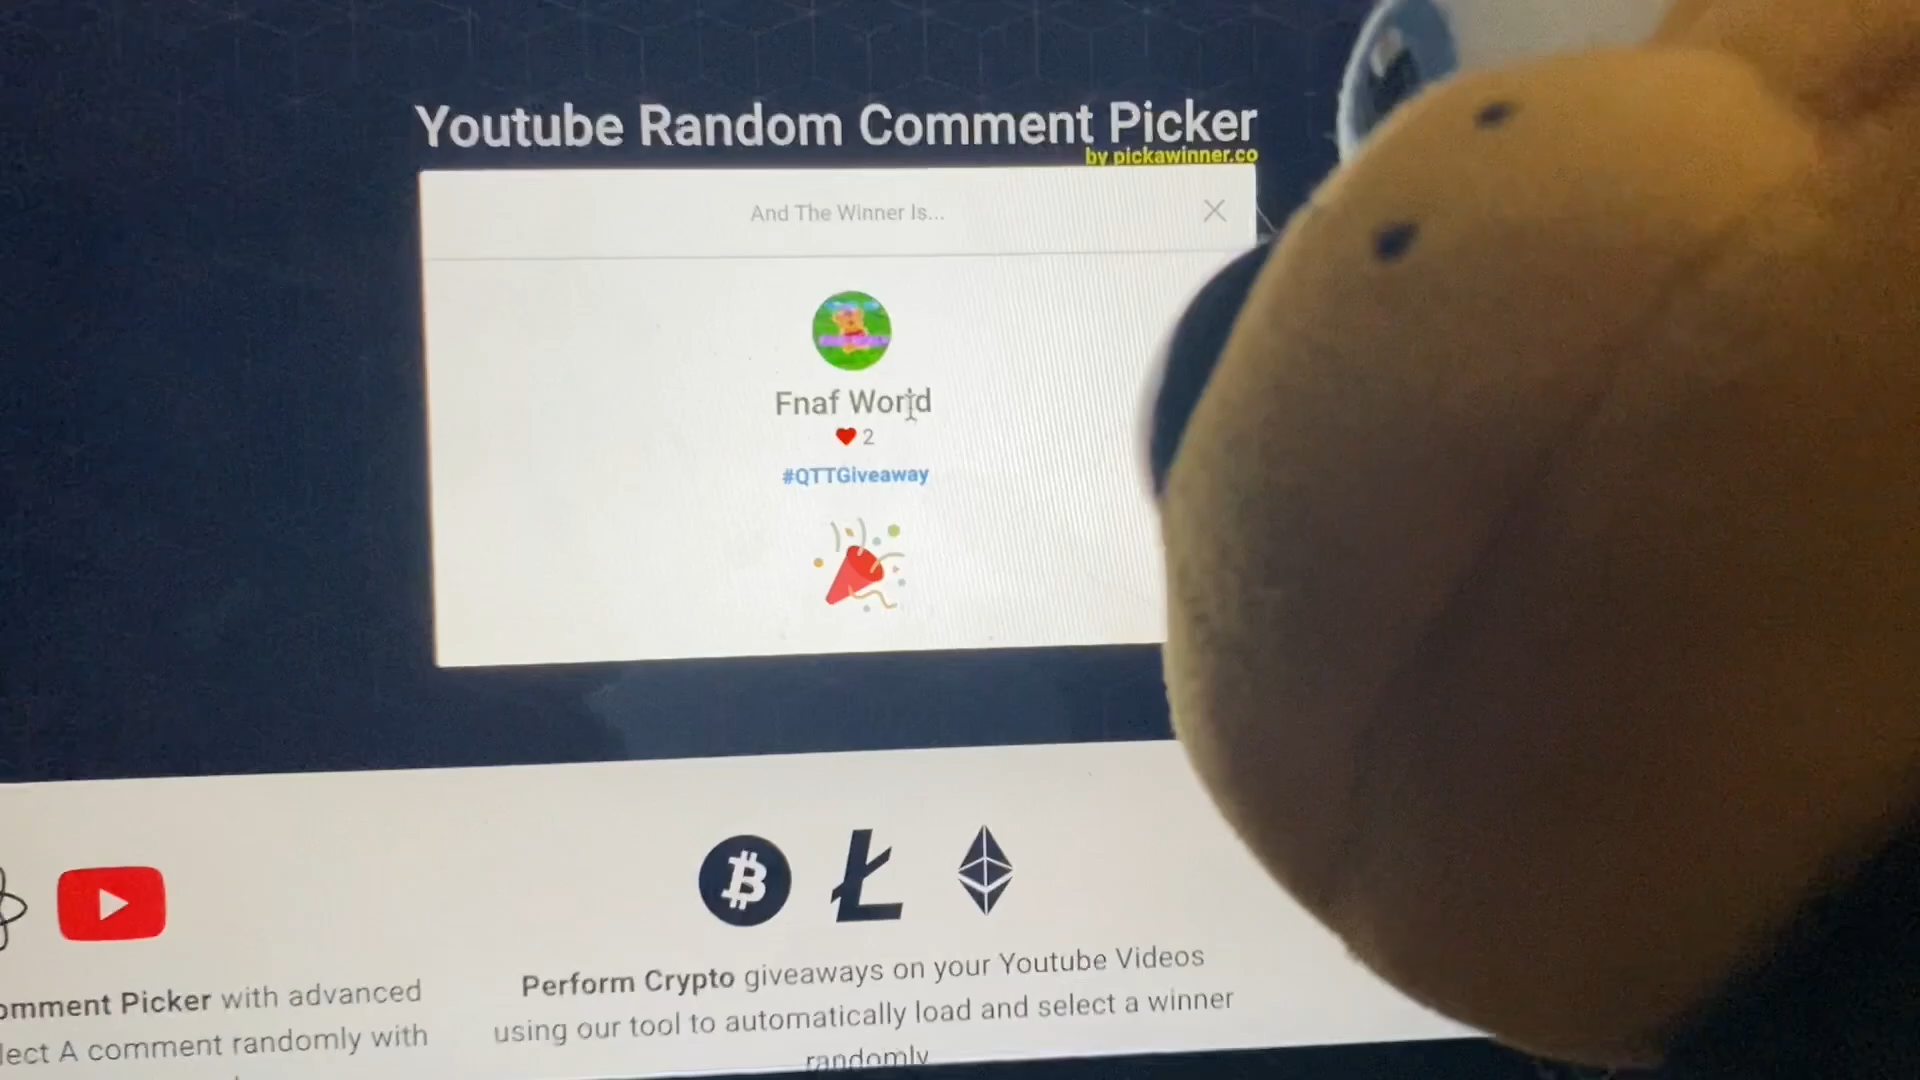 Youtube Random Comment Picker
by pickawinner.co
And The Winner Is...
Fnaf World
2
#QTTGiveaway
omment Picker with advanced
lect A comment randomly with
Perform Crypto giveaways on your Youtube Videos
using our tool to automatically load and select a winner
randomly